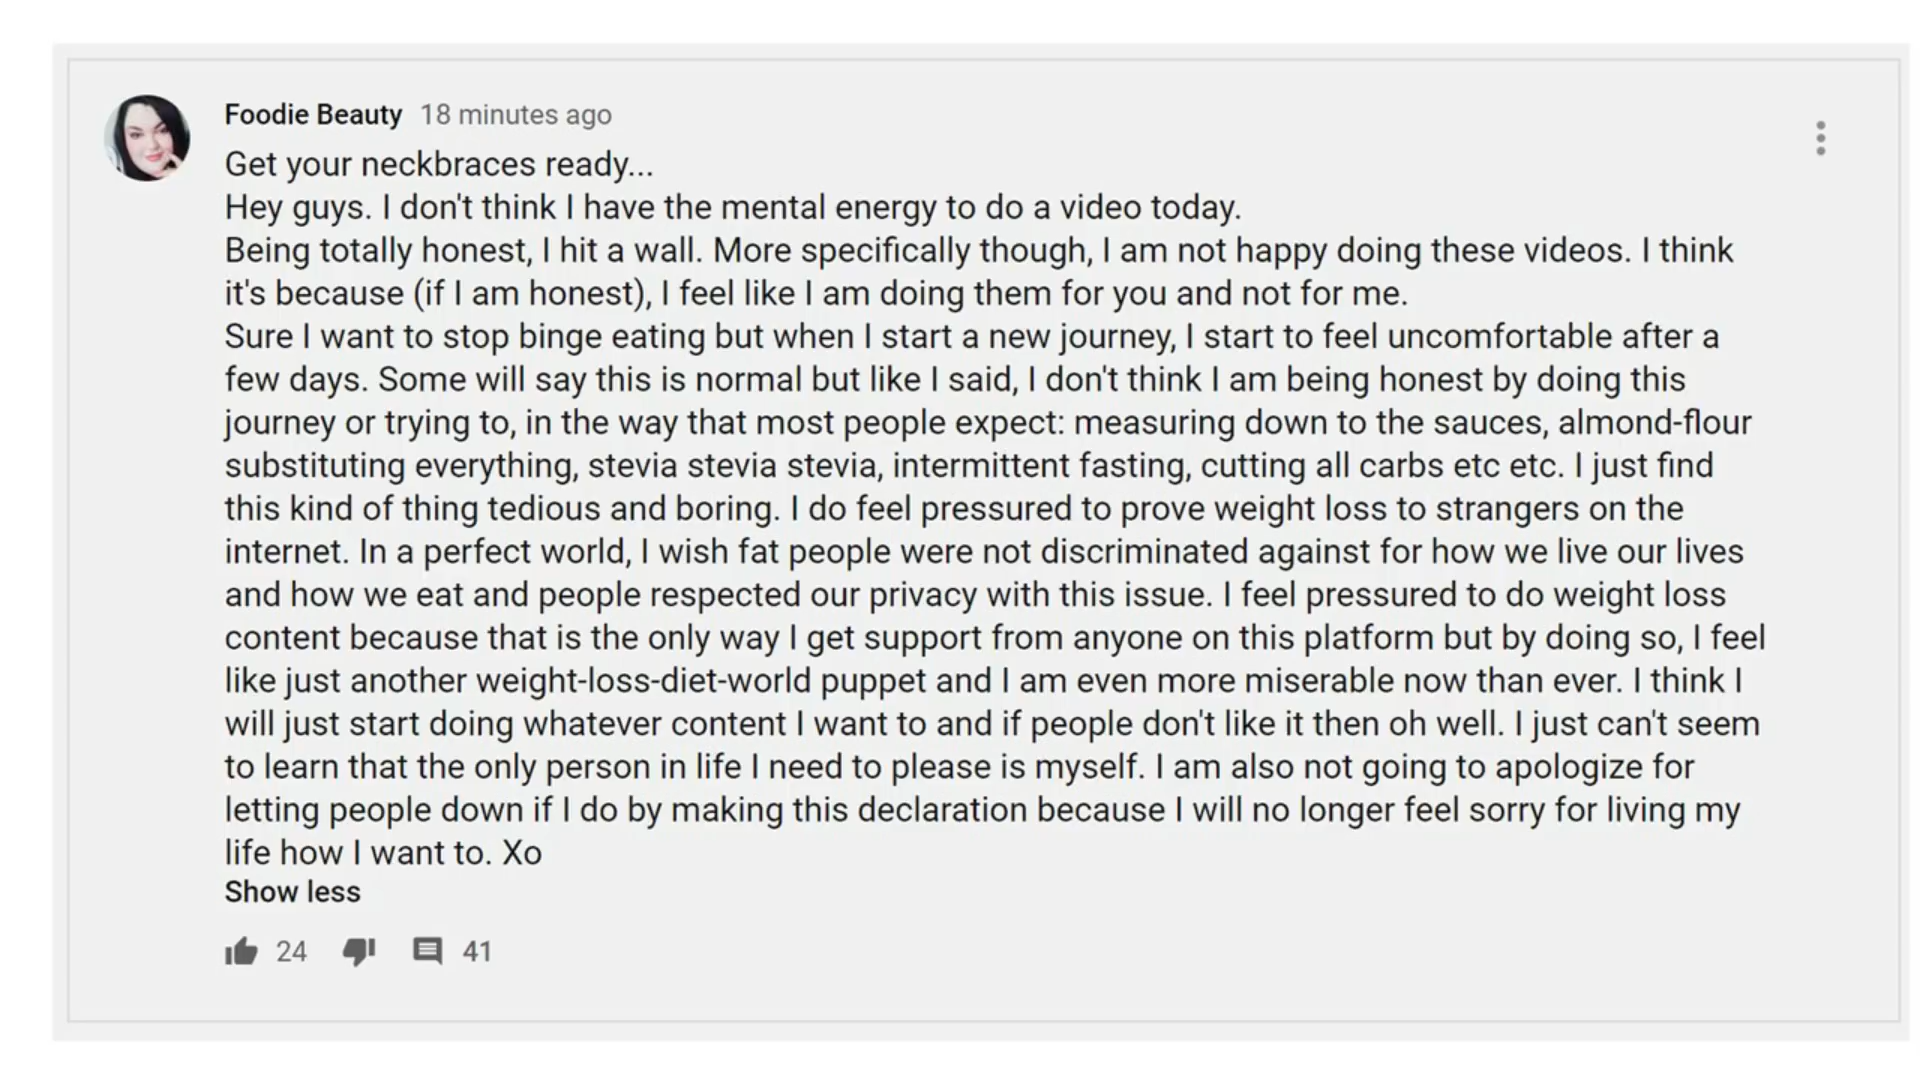 Foodie Beauty 18 minutes ago
Get your neckbraces ready...
Hey guys. I don't think I have the mental energy to do a video today.
Being totally honest, I hit a wall. More specifically though, I am not happy doing these videos. I think
it's because (if I am honest), I feel like I am doing them for you and not for me.
Sure I want to stop binge eating but when I start a new journey, I start to feel uncomfortable after a
few days. Some will say this is normal but like I said, I don't think I am being honest by doing this
journey or trying to, in the way that most people expect: measuring down to the sauces, almond-flour
substituting everything, stevia stevia stevia, intermittent fasting, cutting all carbs etc etc. I just find
this kind of thing tedious and boring. I do feel pressured to prove weight loss to strangers on the
internet. In a perfect world, I wish fat people were not discriminated against for how we live our lives
and how we eat and people respected our privacy with this issue. I feel pressured to do weight loss
content because that is the only way I get support from anyone on this platform but by doing so, I feel
like just another weight-loss-diet-world puppet and I am even more miserable now than ever. I think I
will just start doing whatever content I want to and if people don't like it then oh well. I just can't seem
to learn that the only person in life I need to please is myself. I am also not going to apologize for
letting people down if I do by making this declaration because I will no longer feel sorry for living my
life how I want to. Xo
Show less
24 41